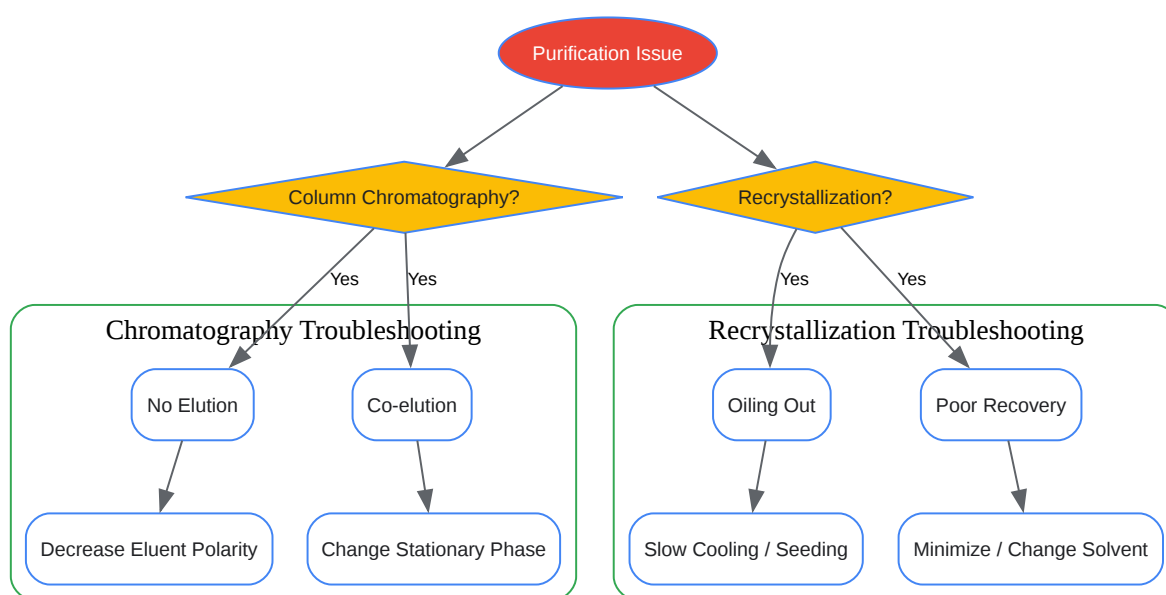 Purification Issue
Column Chromatography?
Recrystallization?
Yes
Yes
Yes
Yes
Chromatography Troubleshooting
Recrystallization Troubleshooting
No Elution
Co-elution
Oiling Out
Poor Recovery
Decrease Eluent Polarity
Change Stationary Phase
Slow Cooling / Seeding
Minimize / Change Solvent